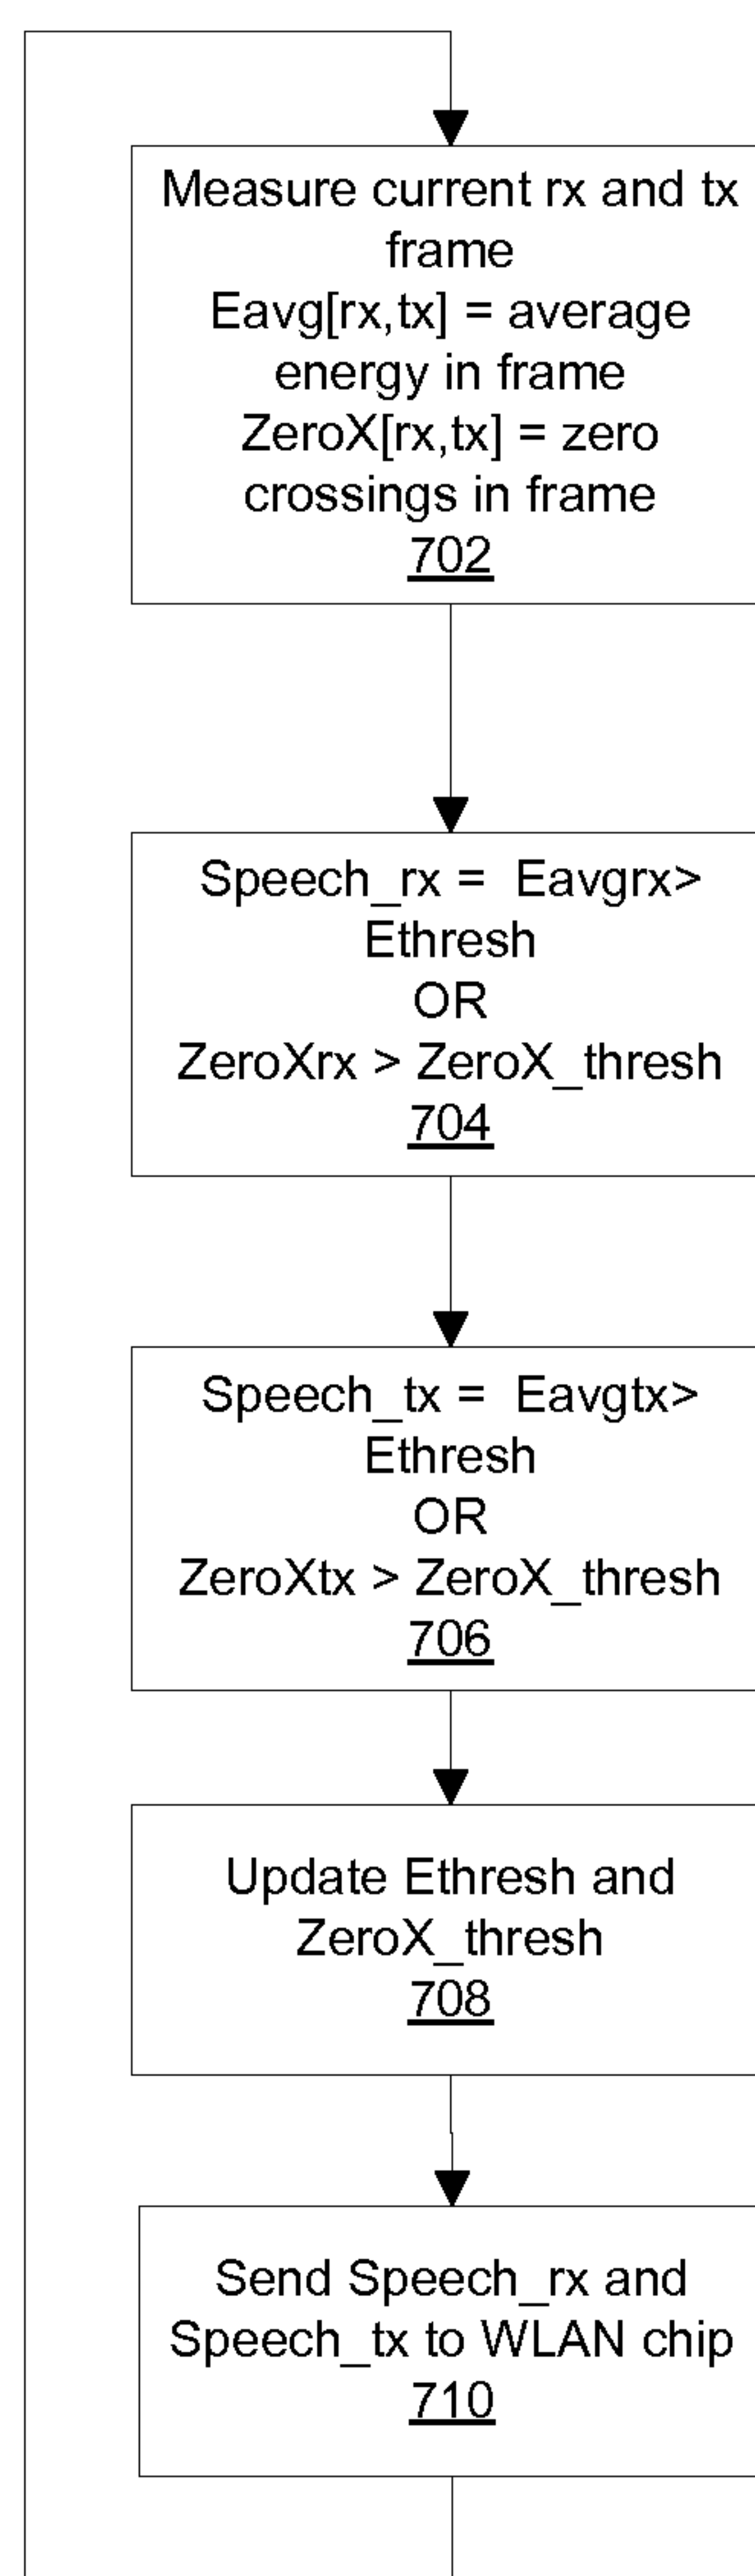 Measure current rx and tx
frame
Eavg[rx,tx] = average
energy in frame
ZeroX[rx,tx] = zero
crossings in frame
702
Speech_rx = Eavgrx>
Ethresh
OR
ZeroXrx > ZeroX_thresh
704
Speech_tx = Eavgtx>
Ethresh
OR
ZeroXtx > ZeroX_thresh
706
Update Ethresh and
ZeroX_thresh
708
Send Speech_rx and
Speech_tx to WLAN chip
710